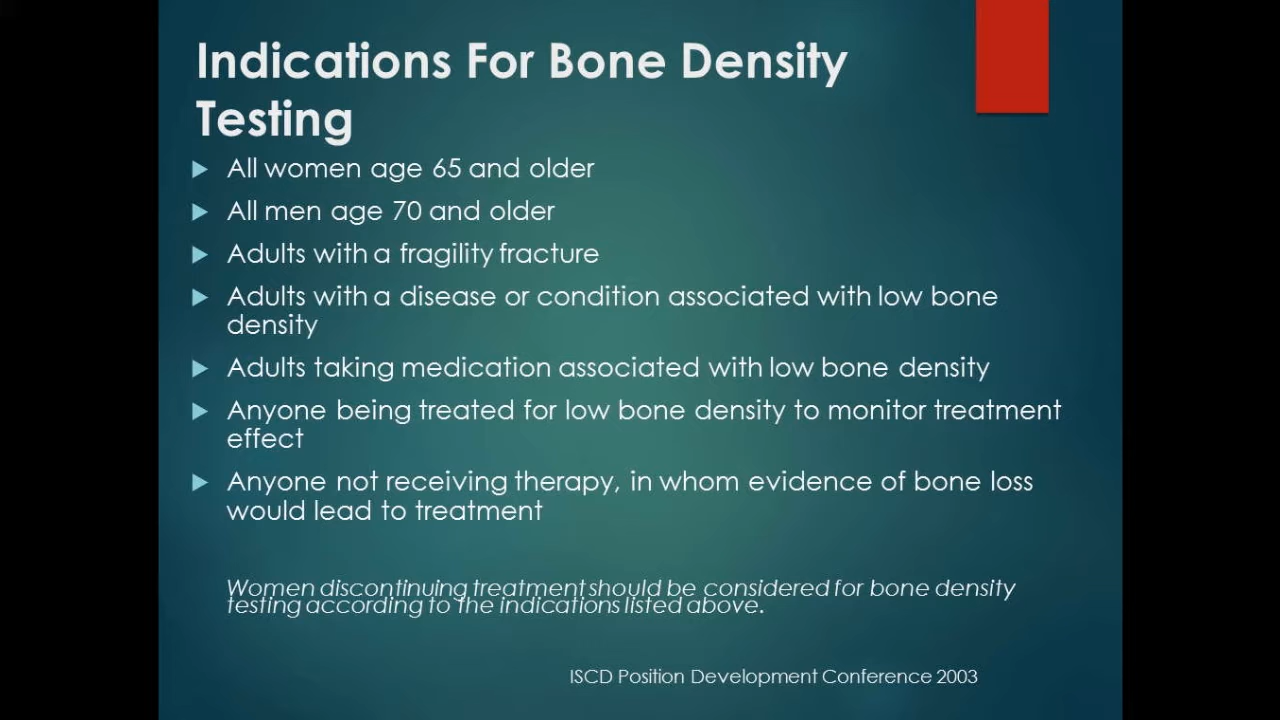 Indications For Bone Density
Testing
All women age 65 and older
All men age 70 and older
Adults with a fragility fracture
Adults with a disease or condition associated with low bone
density
Adults taking medication associated with low bone density
Anyone being treated for low bone density to monitor treatment
effect
Anyone not receiving therapy, in whom evidence of bone loss
would lead to treatment
Women discontinuing treatment should be considered for bone density
testing according to the indications listed above.
ISCD Position Development Conference 2003